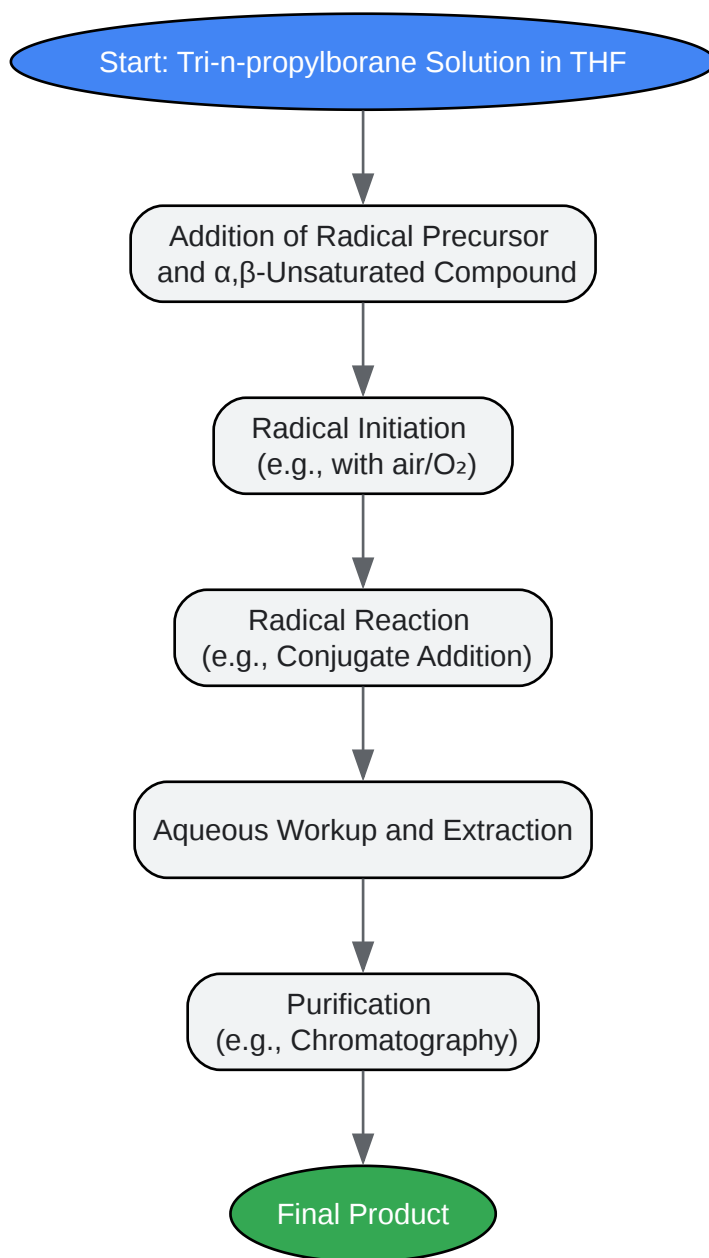 Start: Tri-n-propylborane Solution in THF
Addition of Radical Precursor
and α,β-Unsaturated Compound
Radical Initiation
(e.g., with air/O₂)
Radical Reaction
(e.g., Conjugate Addition)
Aqueous Workup and Extraction
Purification
(e.g., Chromatography)
Final Product